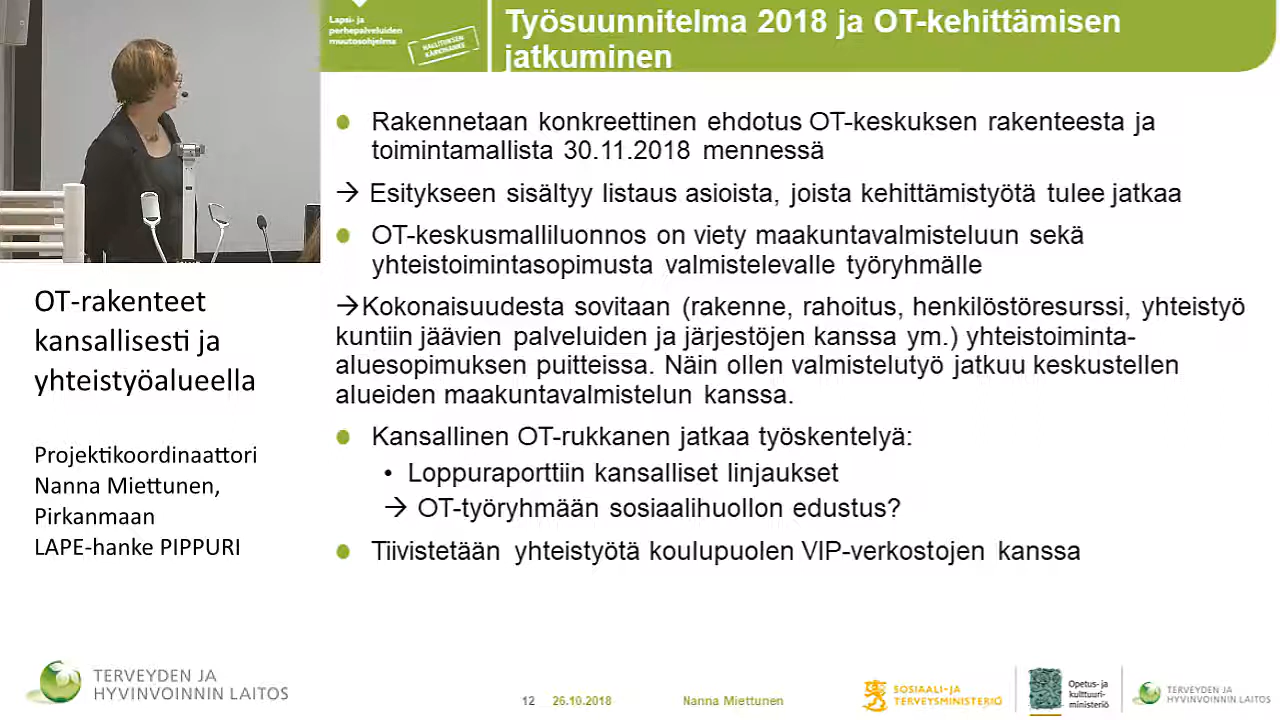 Lapsi- ja
perhepalveluiden
muutosohjelma
HALLITUKSEN
KÄRKIHANKE
Työsuunnitelma 2018 ja OT-kehittämisen
jatkuminen
Rakennetaan konkreettinen ehdotus OT-keskuksen rakenteesta ja
toimintamallista 30.11.2018 mennessä
→ Esitykseen sisältyy listaus asioista, joista kehittämistyötä tulee jatkaa
OT-keskusmalliluonnos on viety maakuntavalmisteluun sekä
yhteistoimintasopimusta valmistelevalle työryhmälle
→Kokonaisuudesta sovitaan (rakenne, rahoitus, henkilöstöresurssi, yhteistyö
kuntiin jäävien palveluiden ja järjestöjen kanssa ym.) yhteistoiminta-
aluesopimuksen puitteissa. Näin ollen valmistelutyö jatkuu keskustellen
alueiden maakuntavalmistelun kanssa.
Kansallinen OT-rukkanen jatkaa työskentelyä:
• Loppuraporttiin kansalliset linjaukset
→ OT-työryhmään sosiaalihuollon edustus?
Tiivistetään yhteistyötä koulupuolen VIP-verkostojen kanssa
OT-rakenteet
kansallisesti ja
yhteistyöalueella
Projektikoordinaattori
Nanna Miettunen,
Pirkanmaan
LAPE-hanke PIPPURI
TERVEYDEN JA
HYVINVOINNIN LAITOS
12 26.10.2018 Nanna Miettunen
SOSIAALI- JA
TERVEYSMINISTERIÖ
Opetus- ja
kulttuuri-
ministeriö
TERVEYDEN JA
HYVINVOINNIN LAITOS